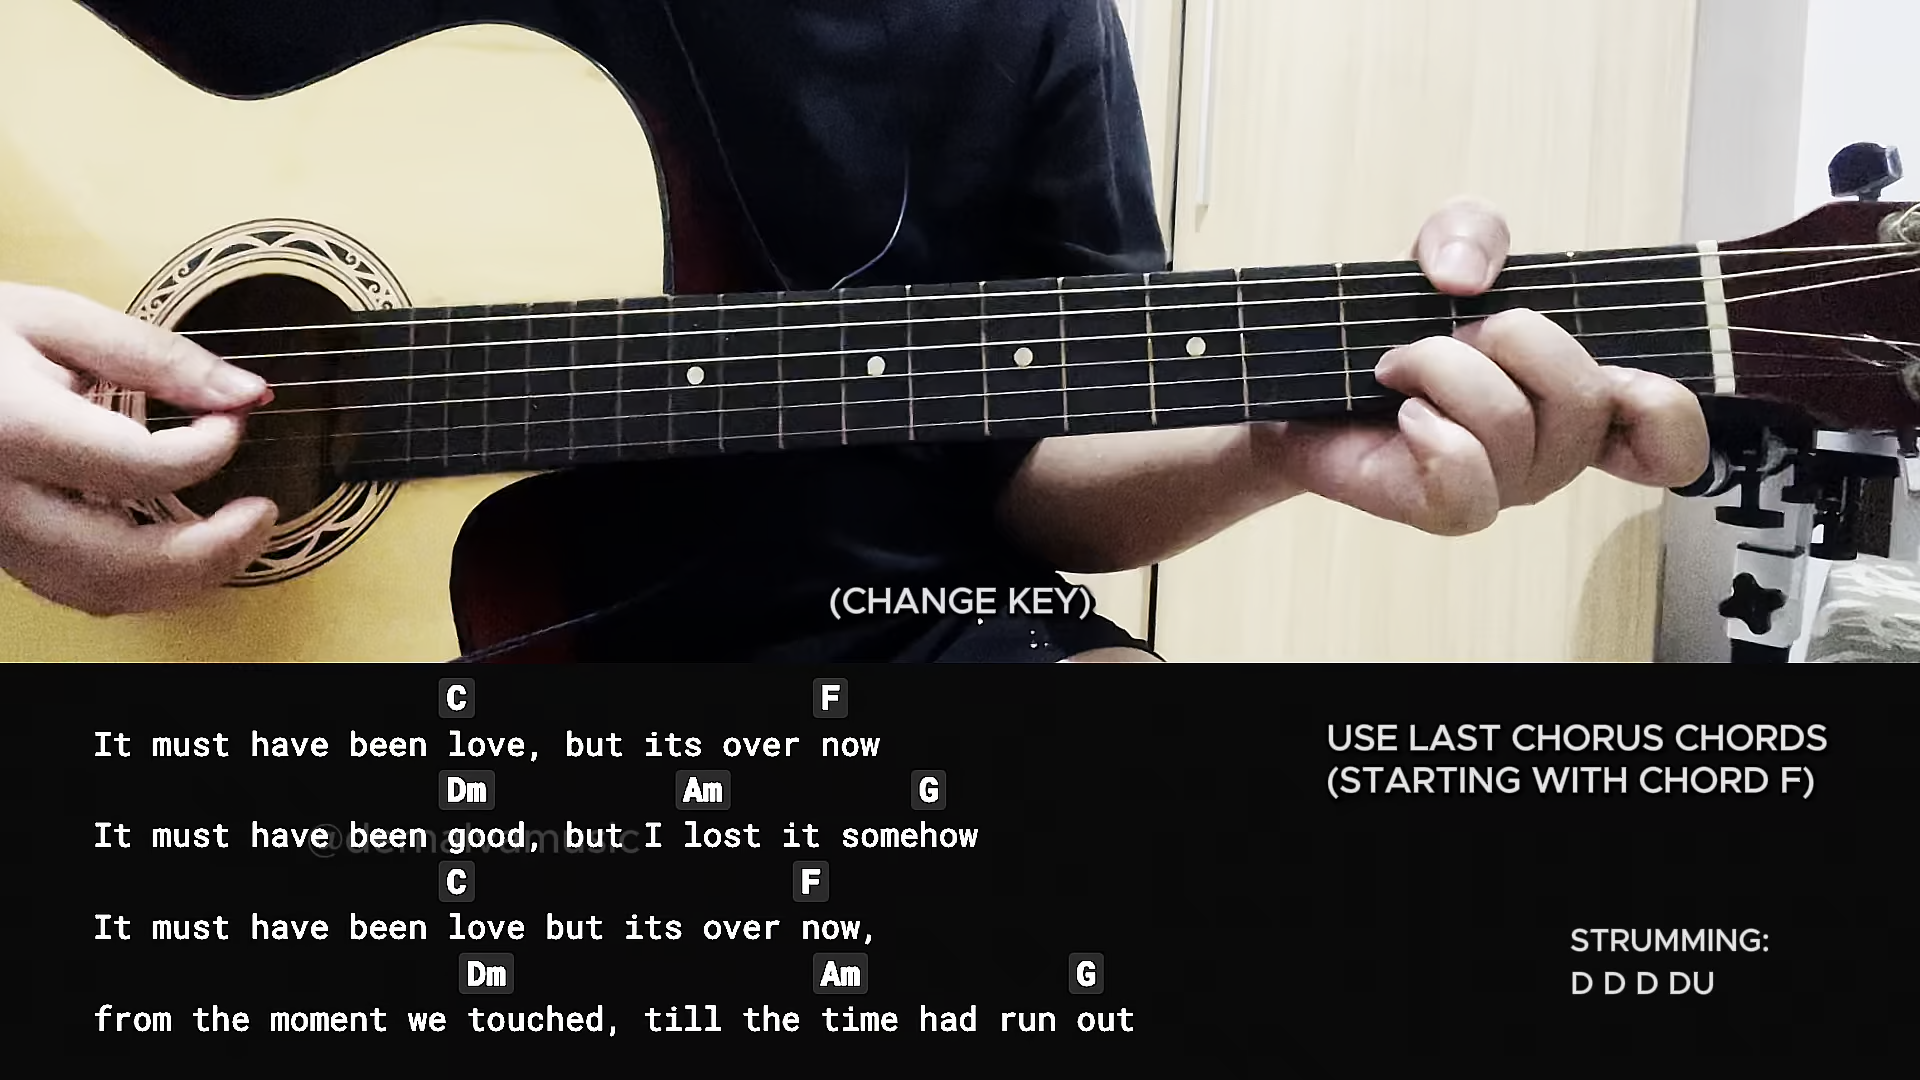 (CHANGE KEY)
C F
It must have been love, but its over now
Dm Am G
It must have been good, but I lost it somehow
C F
It must have been love but its over now,
Dm Am G
from the moment we touched, till the time had run out
USE LAST CHORUS CHORDS
(STARTING WITH CHORD F)
STRUMMING:
D D D DU